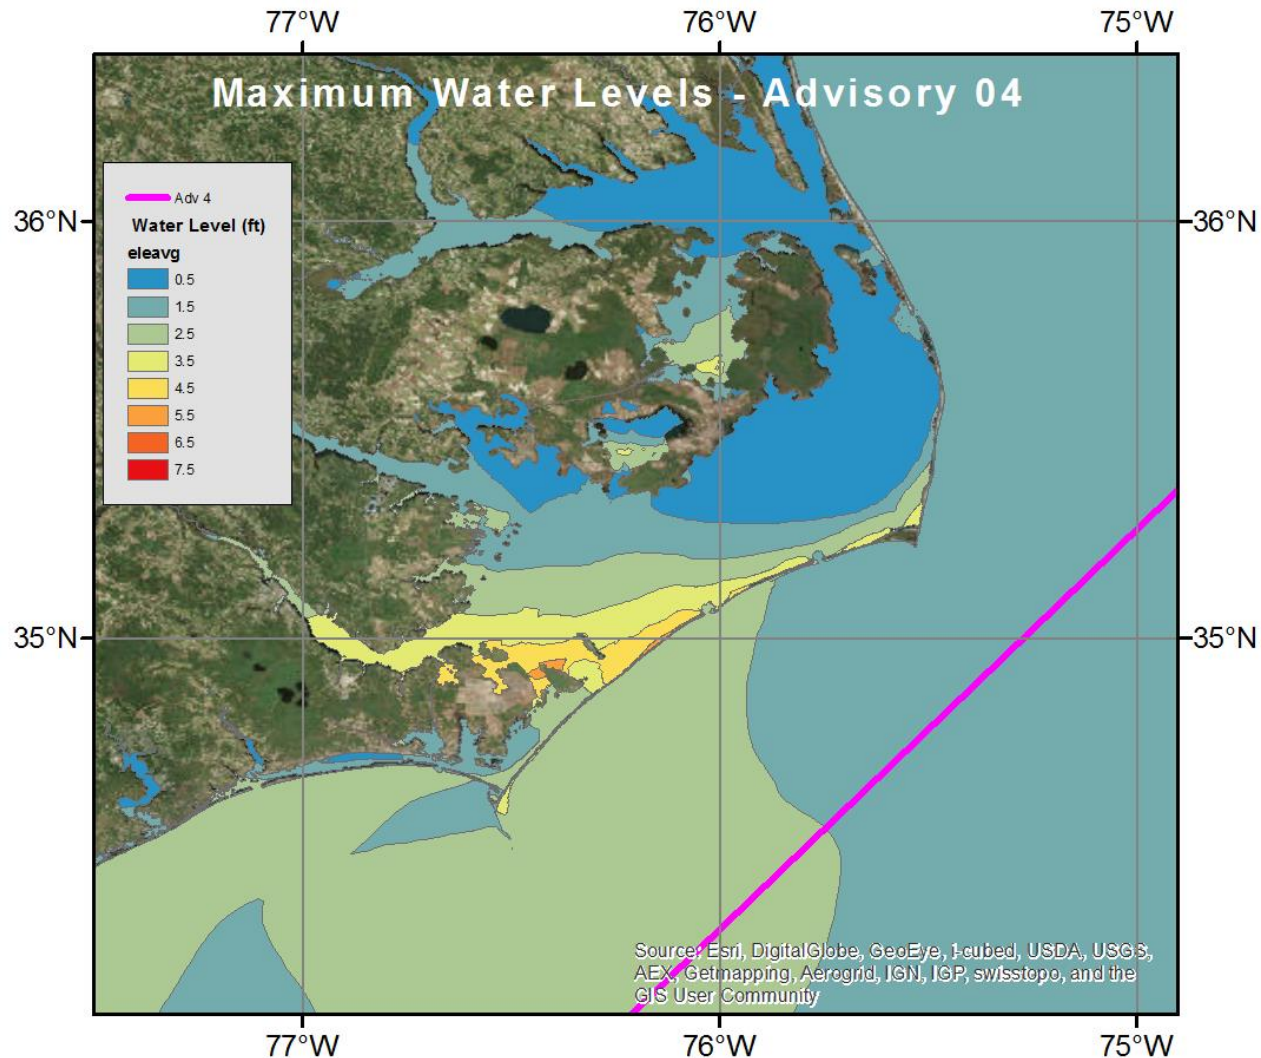 77°W
76°W
75°W
Maximum Water Levels - Advisory 04
36°N
36°N
Adv 4
Water Level (ft)
eleavg
0.5
1.5
2.5
3.5
4.5
5.5
6.5
7.5
35°N
35°N
Source: Esri, DigitalGlobe, GeoEye, i-cubed, USDA, USGS,
AEX, Getmapping, Aerogrid, IGN, IGP, swisstopo, and the
GIS User Community
77°W
76°W
75°W